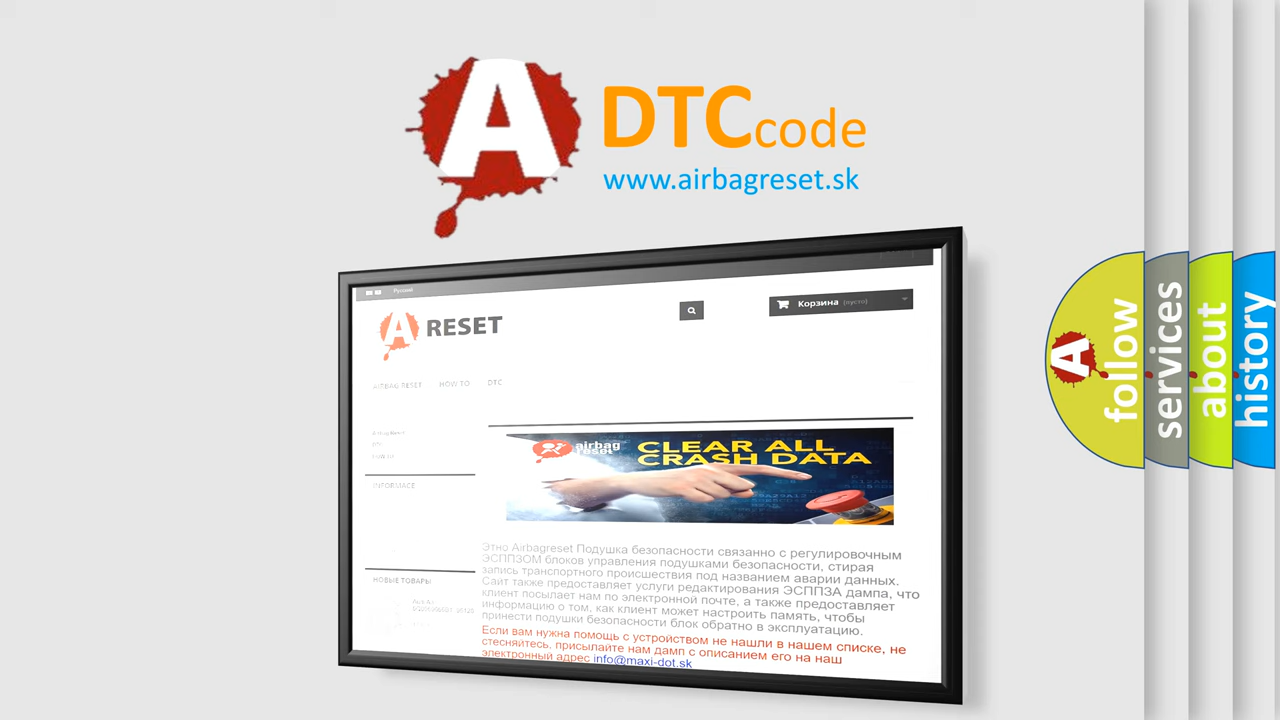 A
DTC code
www.airbagreset.sk
Русский
A RESET
Корзина (пусто)
AIRBAG RESET HOW TO DTC
INFORMACE
airbag
reset
CLEAR ALL
CRASH DATA
Этно Airbagreset Подушка безопасности связанно с регулировочным
ЭСППЗОМ блоков управления подушками безопасности, стирая
запись транспортного происшествия под названием аварии данных.
Сайт также предоставляет услуги редактирования ЭСППЗА дампа, что
клиент посылает нам по электронной почте, а также предоставляет
информацию о том, как клиент может настроить память, чтобы
принести подушки безопасности блок обратно в эксплуатацию.
Если вам нужна помощь с устройством не нашли в нашем списке, не
стесняйтесь, присылайте нам дамп с описанием его на наш
электронный адрес info@maxi-dot.sk
НОВЫЕ ТОВАРЫ
A
follow
services
about
history